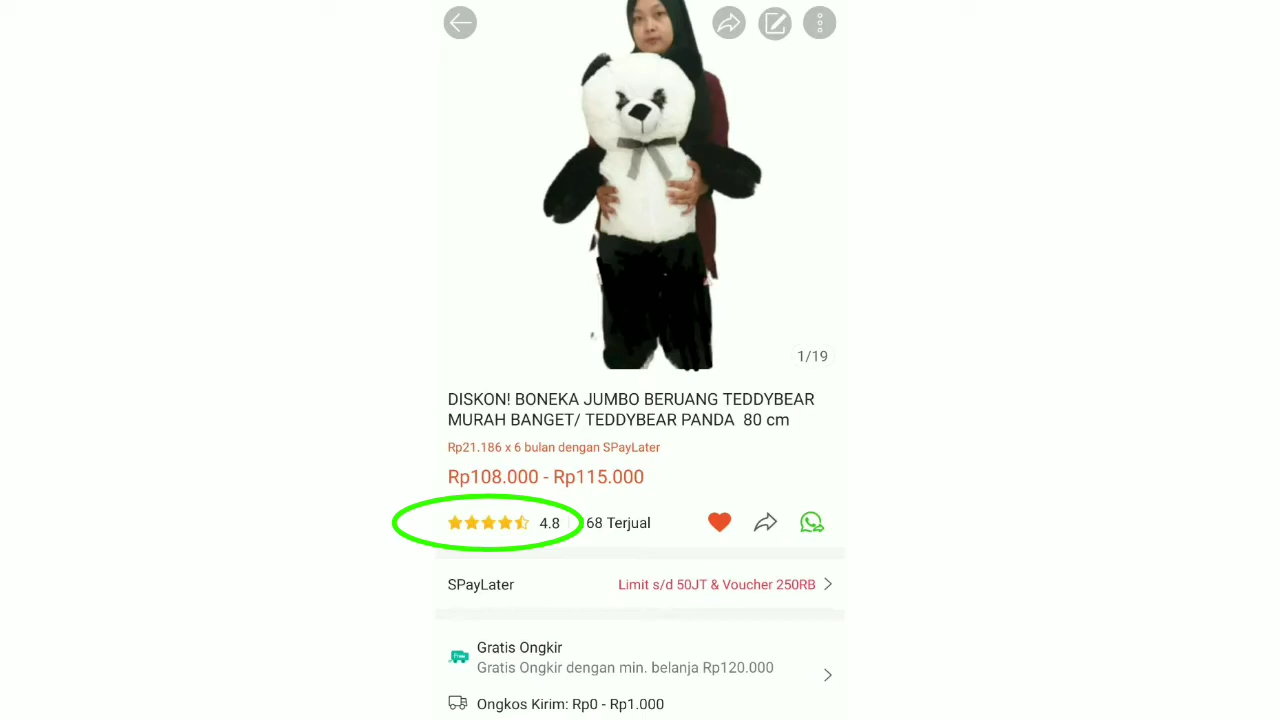 1/19
DISKON! BONEKA JUMBO BERUANG TEDDYBEAR
MURAH BANGET/ TEDDYBEAR PANDA 80 cm
Rp21.186 x 6 bulan dengan SPayLater
Rp108.000 - Rp115.000
4.8 68 Terjual
SPayLater Limit s/d 50JT & Voucher 250RB
Gratis Ongkir
Free Gratis Ongkir dengan min. belanja Rp120.000
Ongkos Kirim: Rp0 - Rp1.000